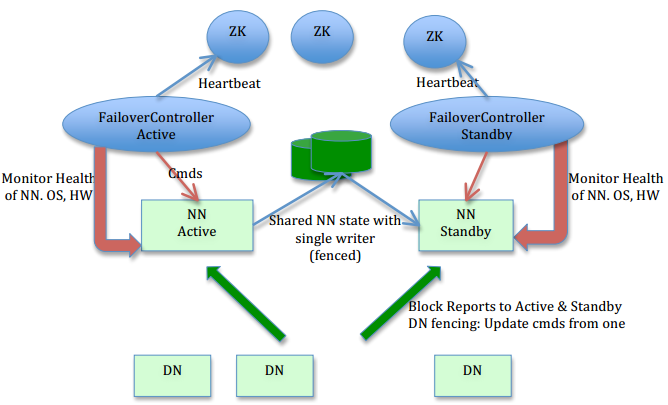 ZK
ZK
ZK
Heartbeat
Heartbeat
FailoverController
Active
FailoverController
Standby
Cmds
Monitor Health
of NN. OS, HW
Monitor Health
of NN. OS, HW
NN
Active
Shared NN state with
single writer
(fenced)
NN
Standby
Block Reports to Active & Standby
DN fencing: Update cmds from one
DN
DN
DN